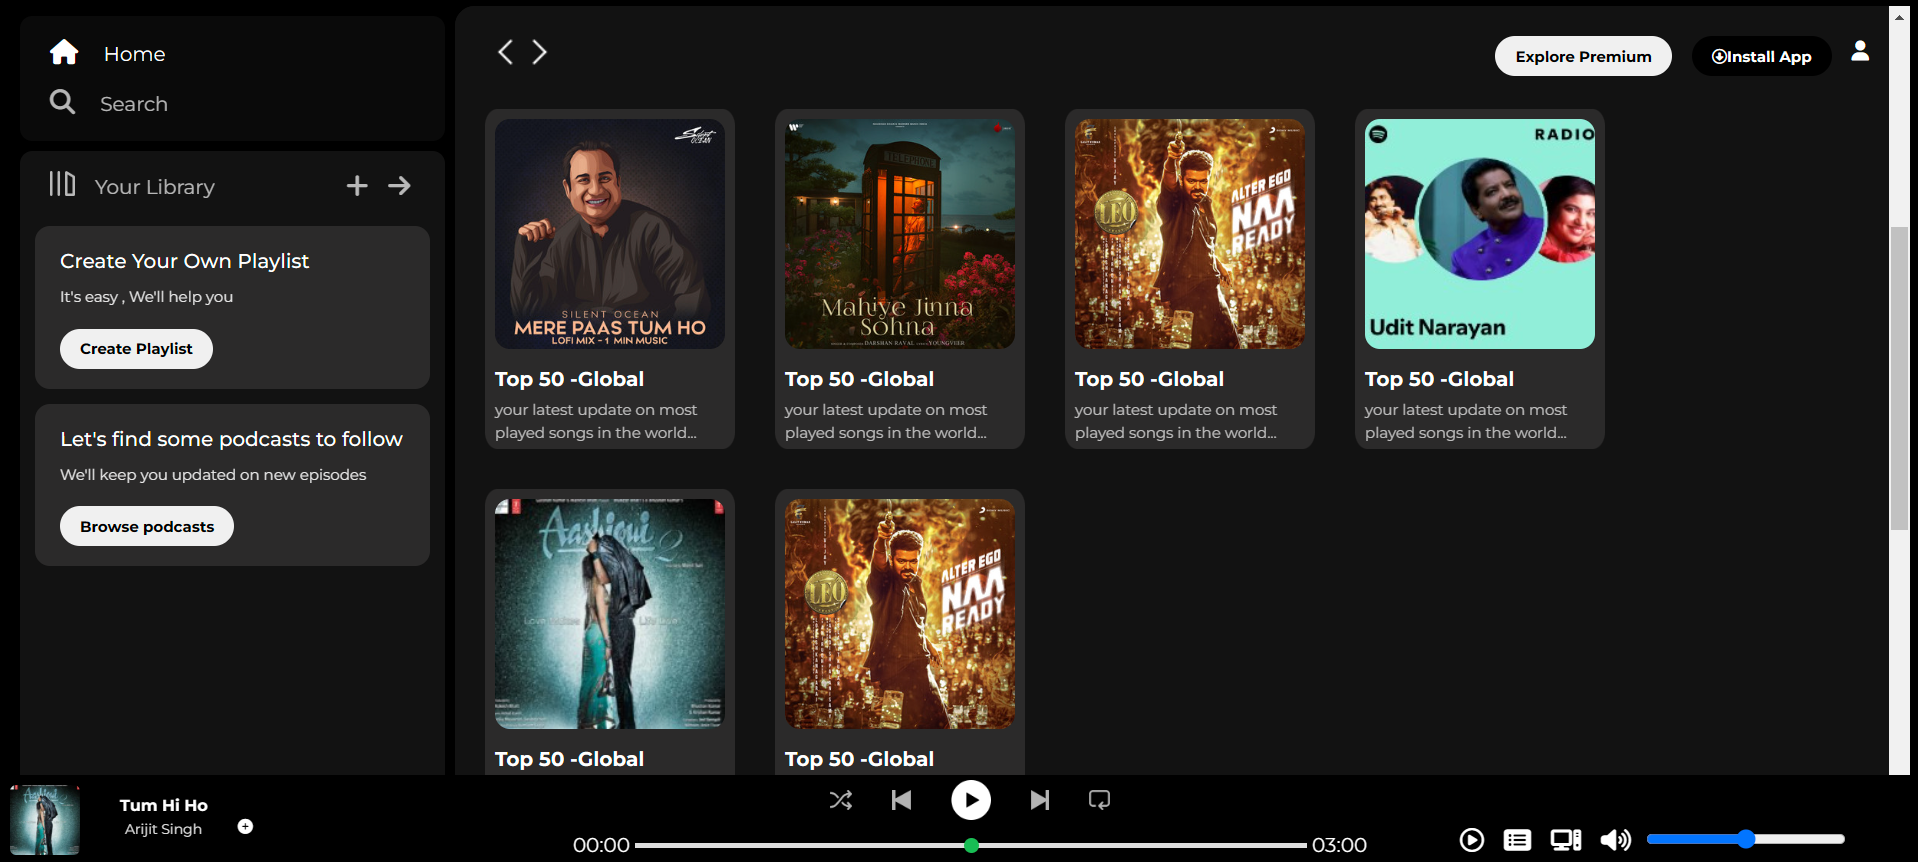 Home
Search
Your Library
Create Your Own Playlist
It's easy , We'll help you
Create Playlist
Let's find some podcasts to follow
We'll keep you updated on new episodes
Browse podcasts
Explore Premium
Install App
Silent
OCEAN
SILENT OCEAN
MERE PAAS TUM HO
LOFI MIX - 1 MIN MUSIC
Top 50 -Global
your latest update on most
played songs in the world...
TELEPHONE
Mahiye Jinna
Sohna
DARSHAN RAVAL
YOUNGVEER
Top 50 -Global
your latest update on most
played songs in the world...
LEO
ALTER EGO
NAA
READY
Top 50 -Global
your latest update on most
played songs in the world...
RADIO
Udit Narayan
Top 50 -Global
your latest update on most
played songs in the world...
Aashiqui 2
Top 50 -Global
LEO
ALTER EGO
NAA
READY
Top 50 -Global
Tum Hi Ho
Arijit Singh
00:00
03:00